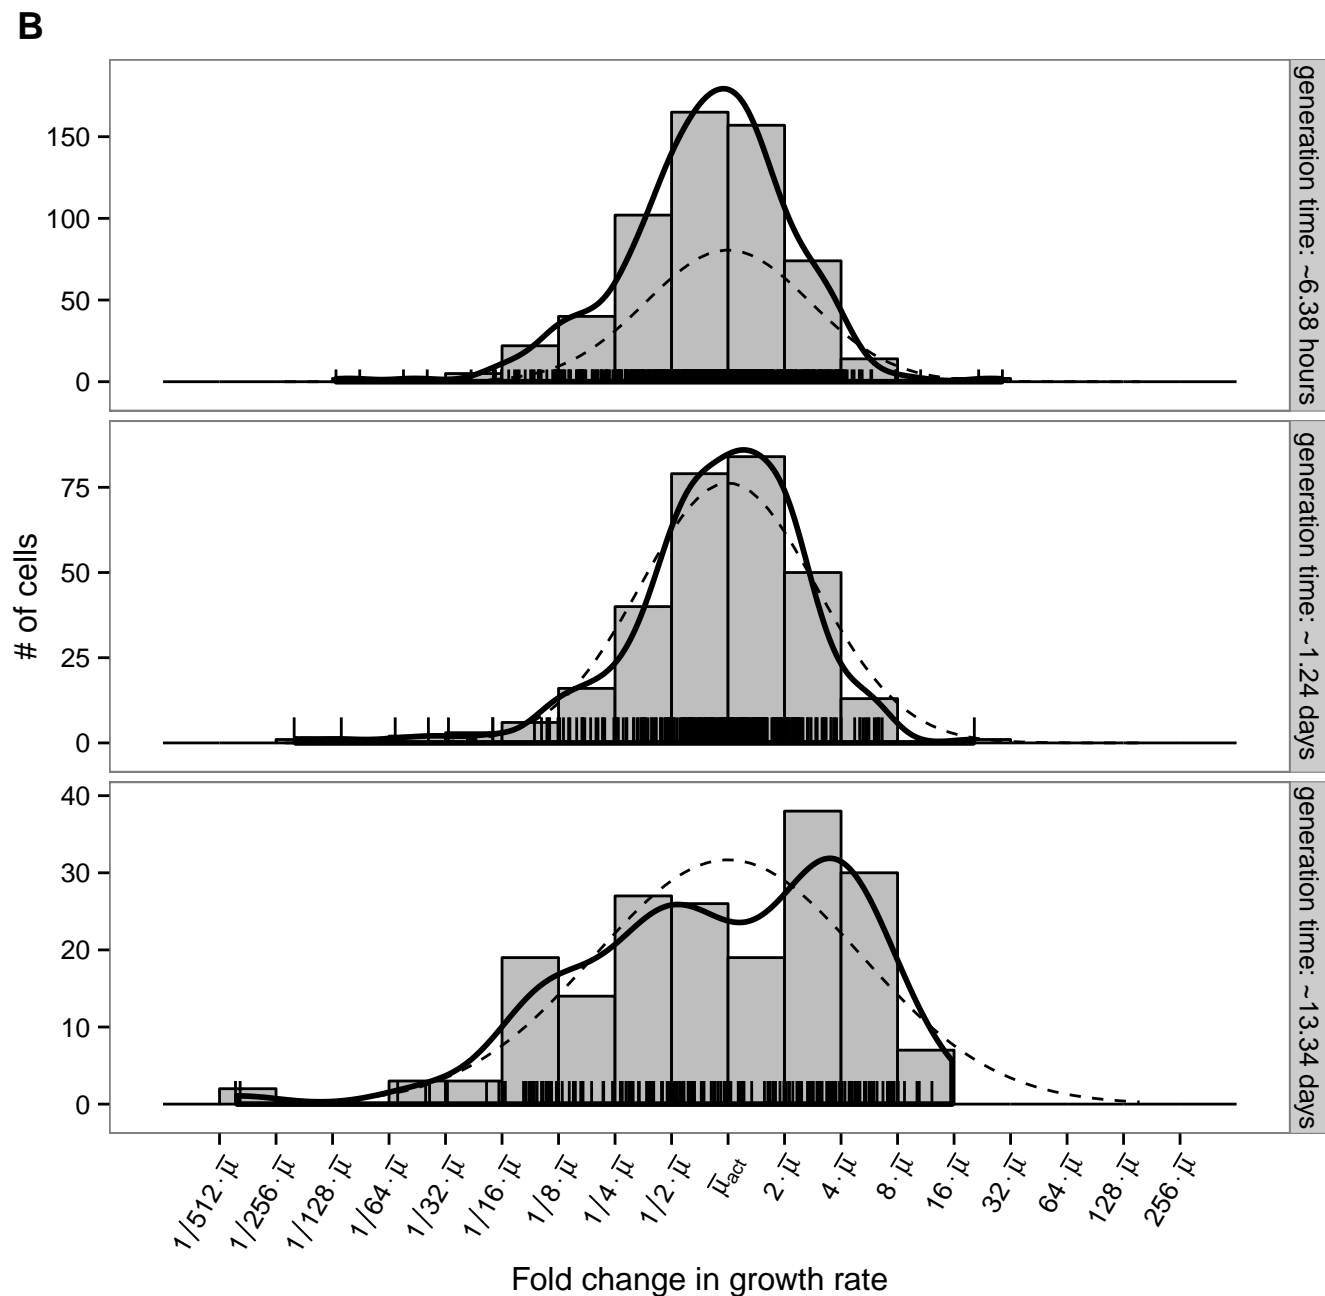 B
150
100
50
0
generation time: ~6.38 hours
75
50
25
0
generation time: ~1.24 days
# of cells
40
30
20
10
0
generation time: ~13.34 days
1/512 · μ̅
1/256 · μ̅
1/128 · μ̅
1/64 · μ̅
1/32 · μ̅
1/16 · μ̅
1/8 · μ̅
1/4 · μ̅
1/2 · μ̅
μ̅act
2 · μ̅
4 · μ̅
8 · μ̅
16 · μ̅
32 · μ̅
64 · μ̅
128 · μ̅
256 · μ̅
Fold change in growth rate